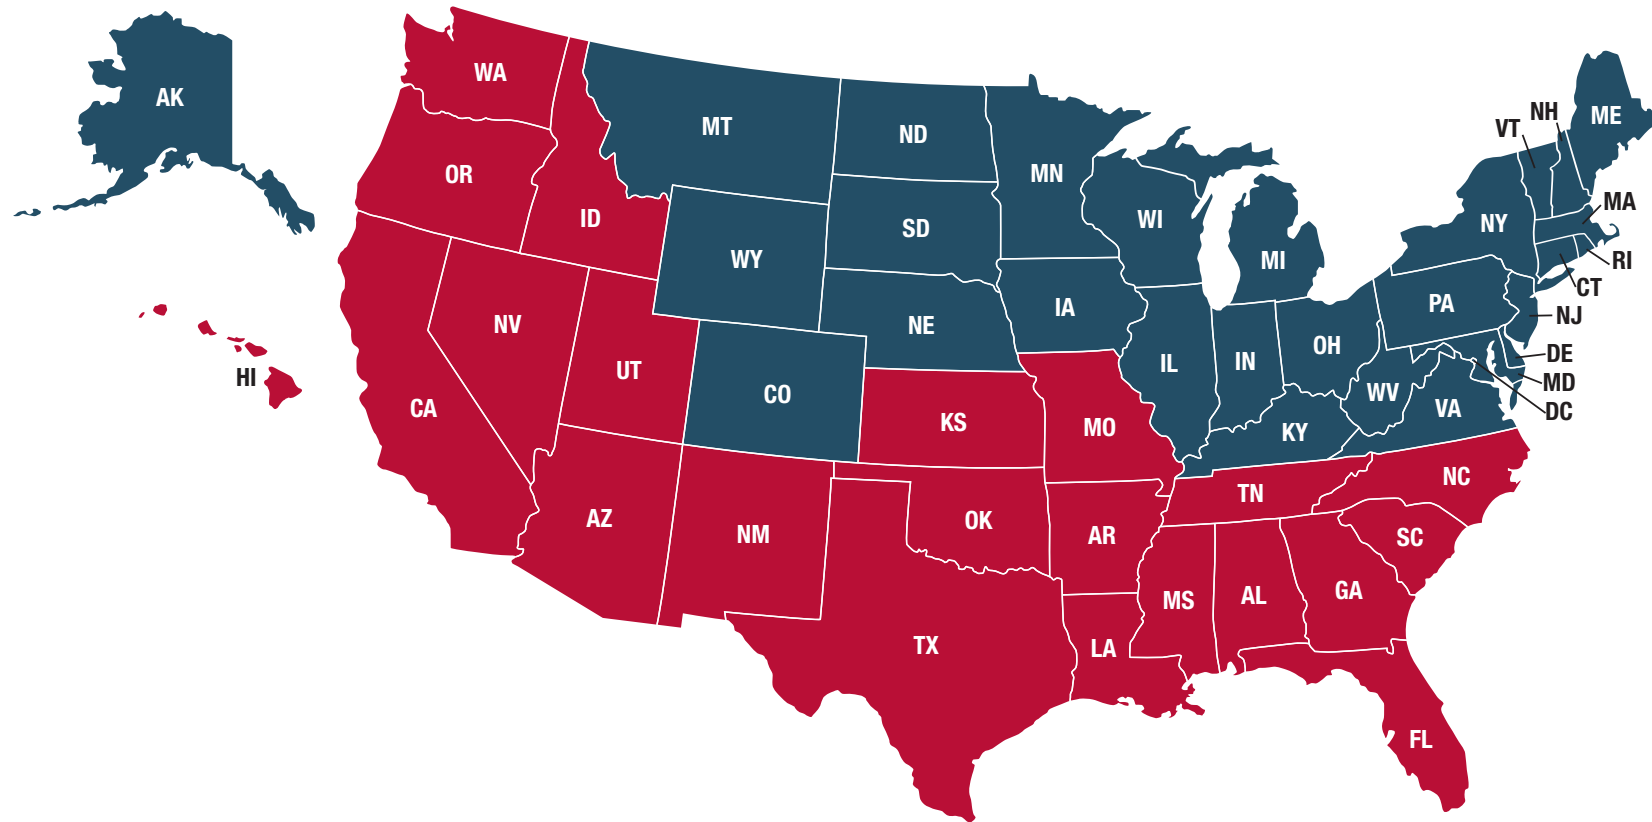 AK
WA
MT
ND
MN
VT
NH
ME
OR
ID
SD
WI
NY
MA
WY
MI
RI
CT
NV
NE
IA
PA
NJ
HI
UT
CO
IL
IN
OH
DE
MD
DC
CA
KS
MO
KY
WV
VA
AZ
NM
OK
AR
TN
NC
SC
TX
LA
MS
AL
GA
FL